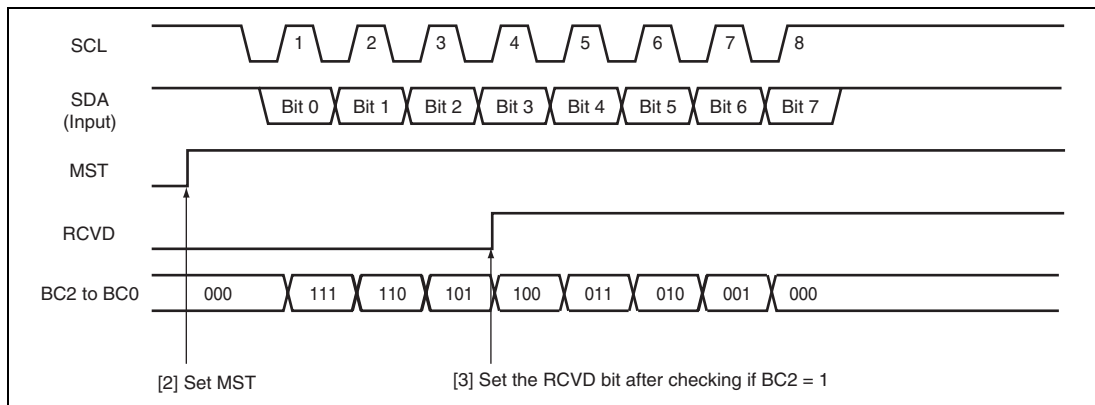 SCL 1 2 3 4 5 6 7 8
SDA
(Input)
Bit 0 Bit 1 Bit 2 Bit 3 Bit 4 Bit 5 Bit 6 Bit 7
MST
RCVD
BC2 to BC0 000 111 110 101 100 011 010 001 000
[2] Set MST [3] Set the RCVD bit after checking if BC2 = 1